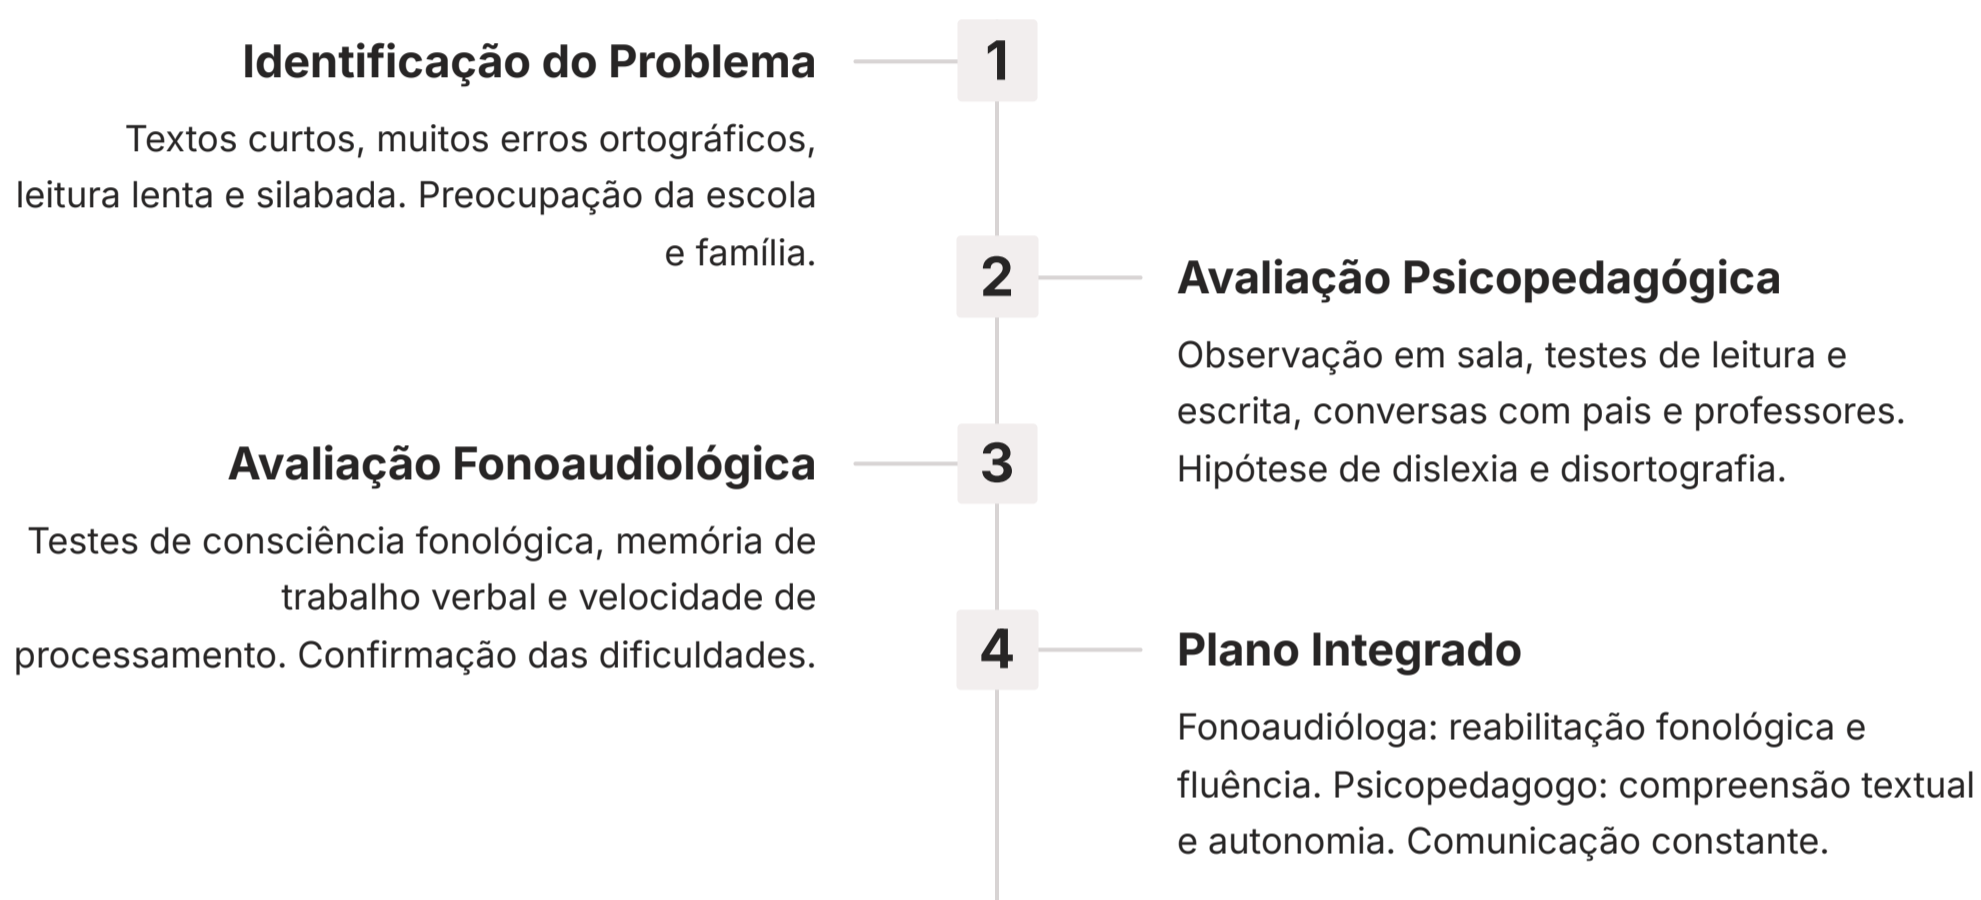 1
Identificação do Problema
Textos curtos, muitos erros ortográficos,
leitura lenta e silabada. Preocupação da escola
e família.
2
Avaliação Psicopedagógica
Observação em sala, testes de leitura e
escrita, conversas com pais e professores.
Hipótese de dislexia e disortografia.
3
Avaliação Fonoaudiológica
Testes de consciência fonológica, memória de
trabalho verbal e velocidade de
processamento. Confirmação das dificuldades.
4
Plano Integrado
Fonoaudióloga: reabilitação fonológica e
fluência. Psicopedagogo: compreensão textual
e autonomia. Comunicação constante.